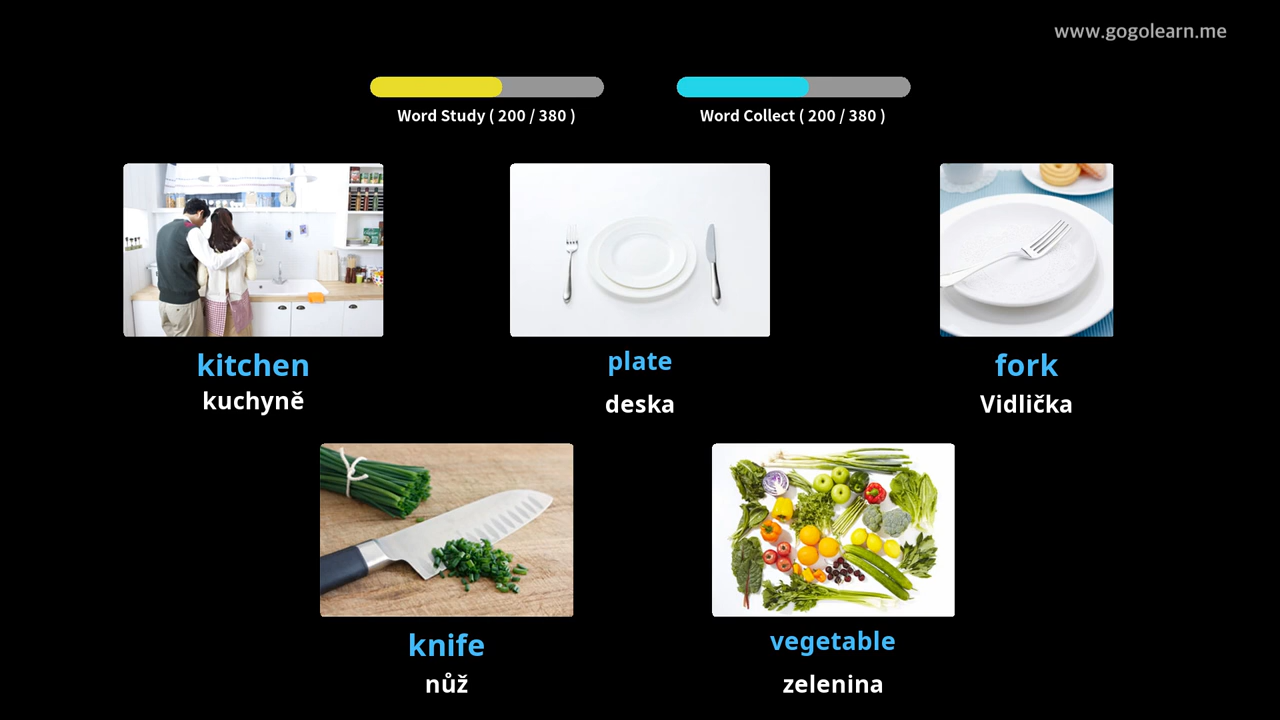 www.gogolearn.me
Word Study ( 200 / 380 )
Word Collect ( 200 / 380 )
kitchen
kuchyně
plate
deska
fork
Vidlička
knife
nůž
vegetable
zelenina